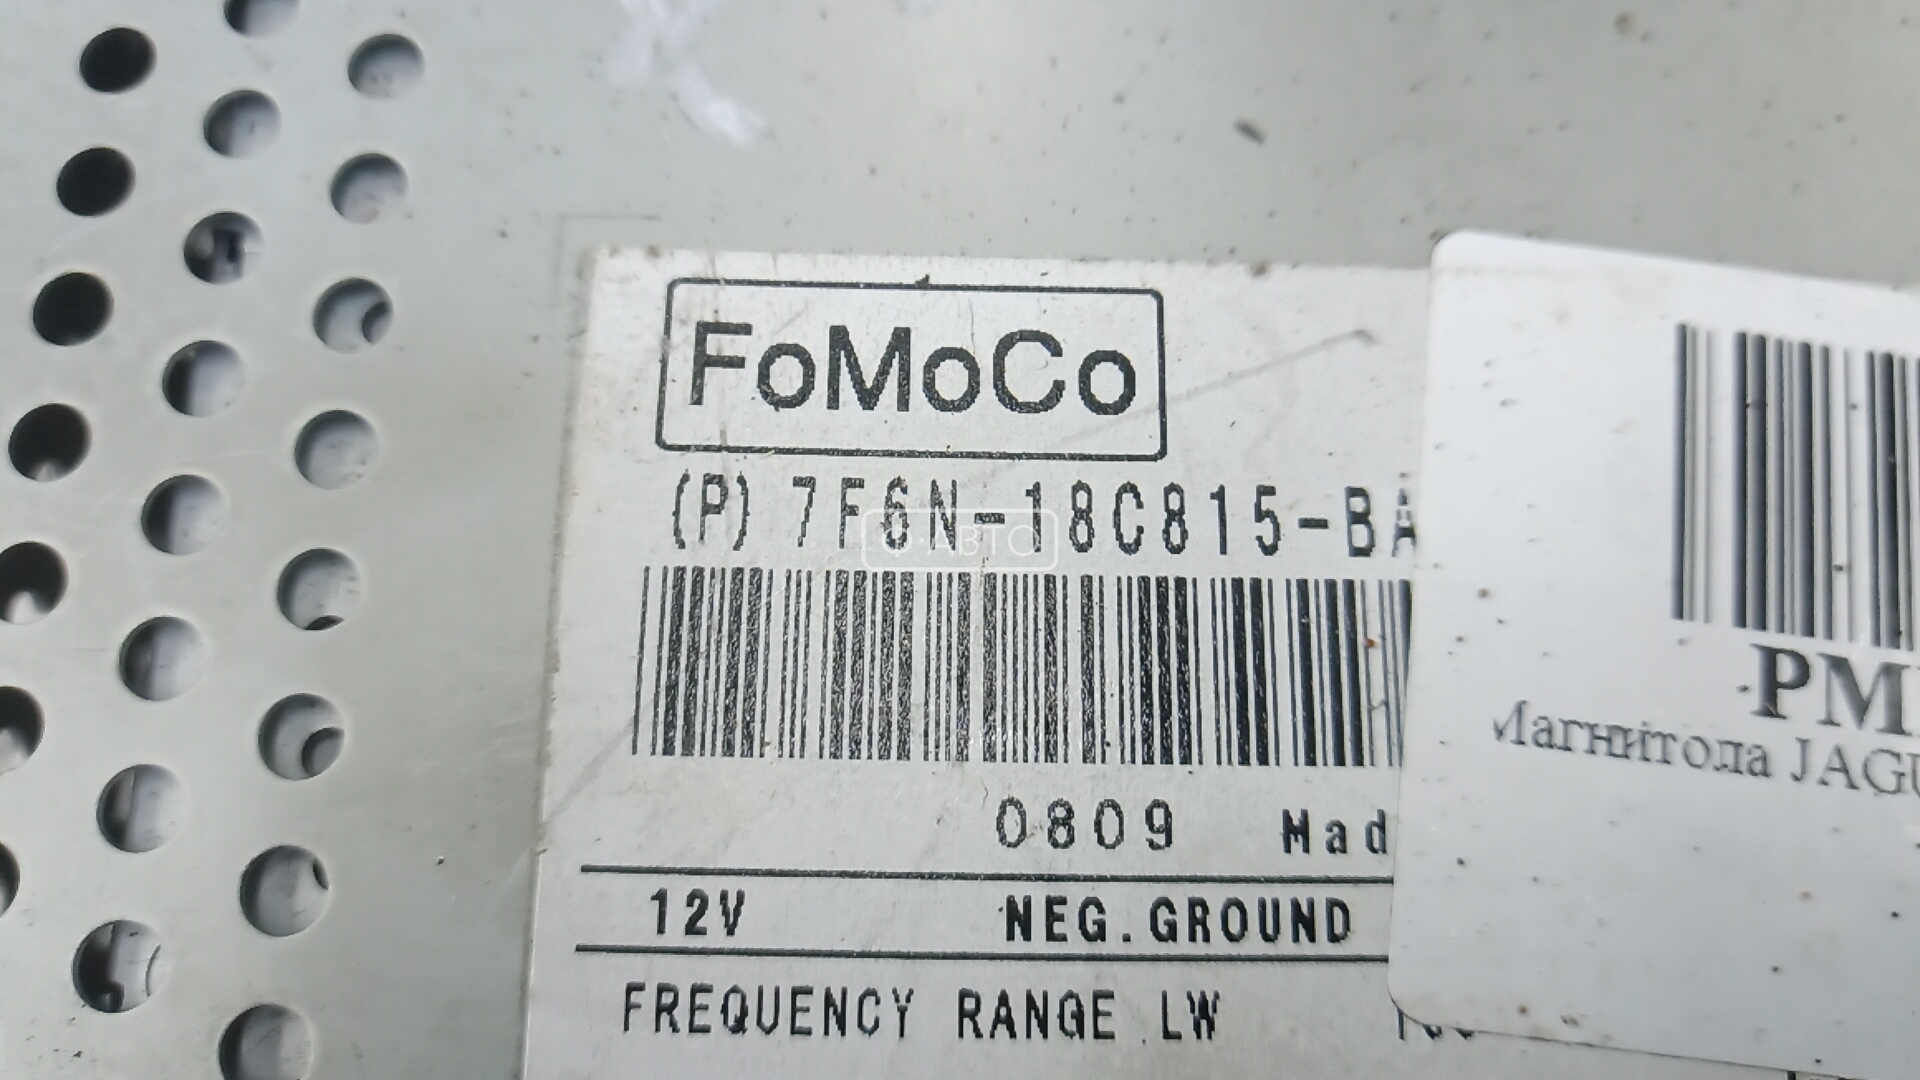 FoMoCo
(P) 7F6N-18C815-BA
0809 Mad
12V NEG.GROUND
FREQUENCY RANGE LW
PM
Магнитола JAGU